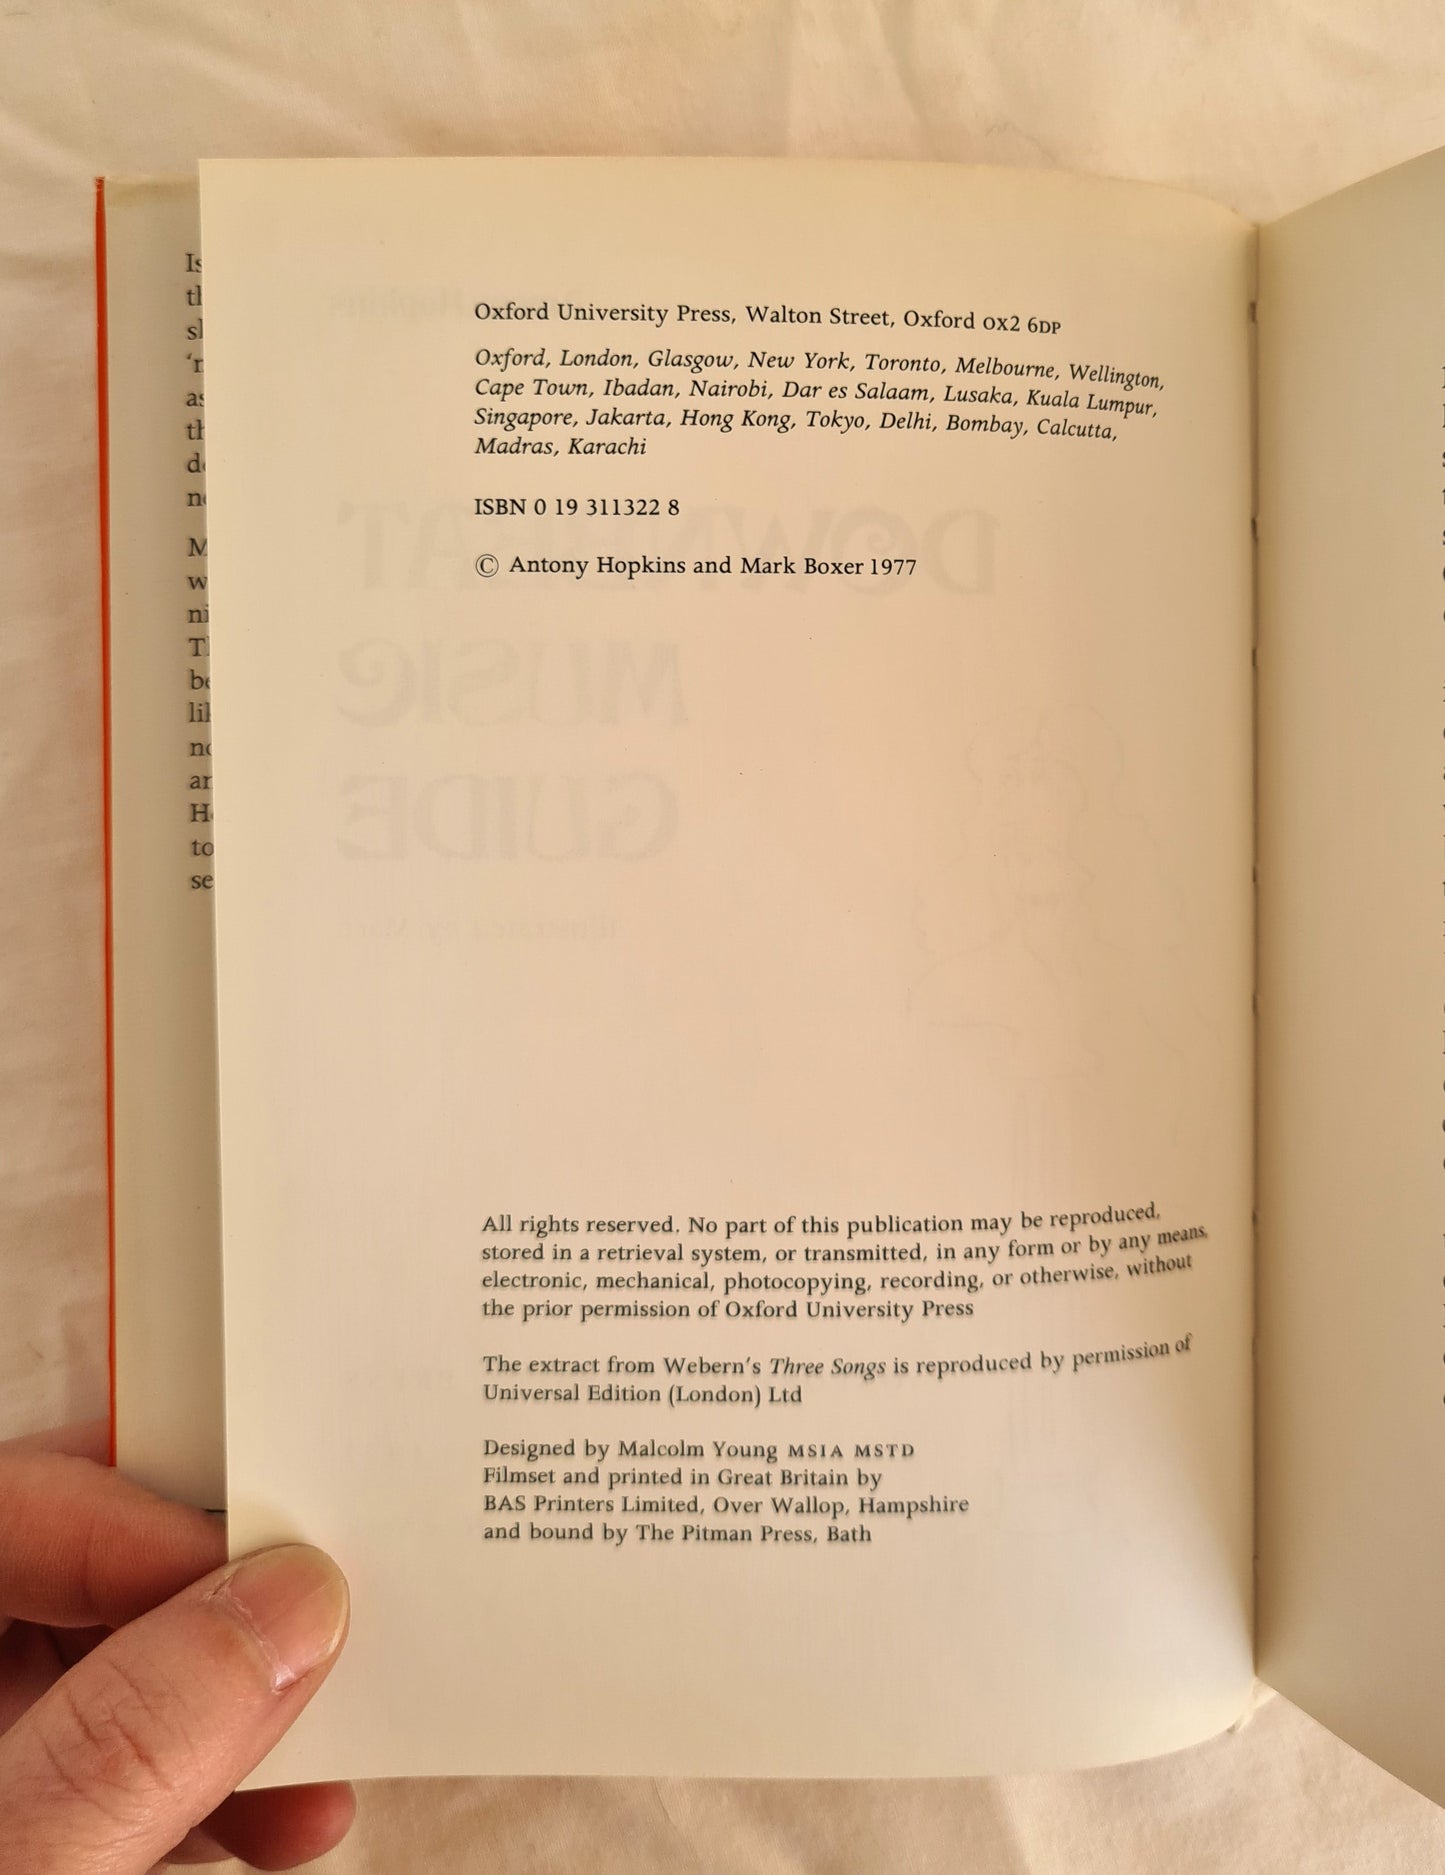 Oxford University Press, Walton Street, Oxford OX2 6DP
Oxford, London, Glasgow, New York, Toronto, Melbourne, Wellington,
Cape Town, Ibadan, Nairobi, Dar es Salaam, Lusaka, Kuala Lumpur,
Singapore, Jakarta, Hong Kong, Tokyo, Delhi, Bombay, Calcutta,
Madras, Karachi
ISBN 0 19 311322 8
© Antony Hopkins and Mark Boxer 1977
All rights reserved. No part of this publication may be reproduced,
stored in a retrieval system, or transmitted, in any form or by any means,
electronic, mechanical, photocopying, recording, or otherwise, without
the prior permission of Oxford University Press
The extract from Webern's Three Songs is reproduced by permission of
Universal Edition (London) Ltd
Designed by Malcolm Young MSIA MSTD
Filmset and printed in Great Britain by
BAS Printers Limited, Over Wallop, Hampshire
and bound by The Pitman Press, Bath